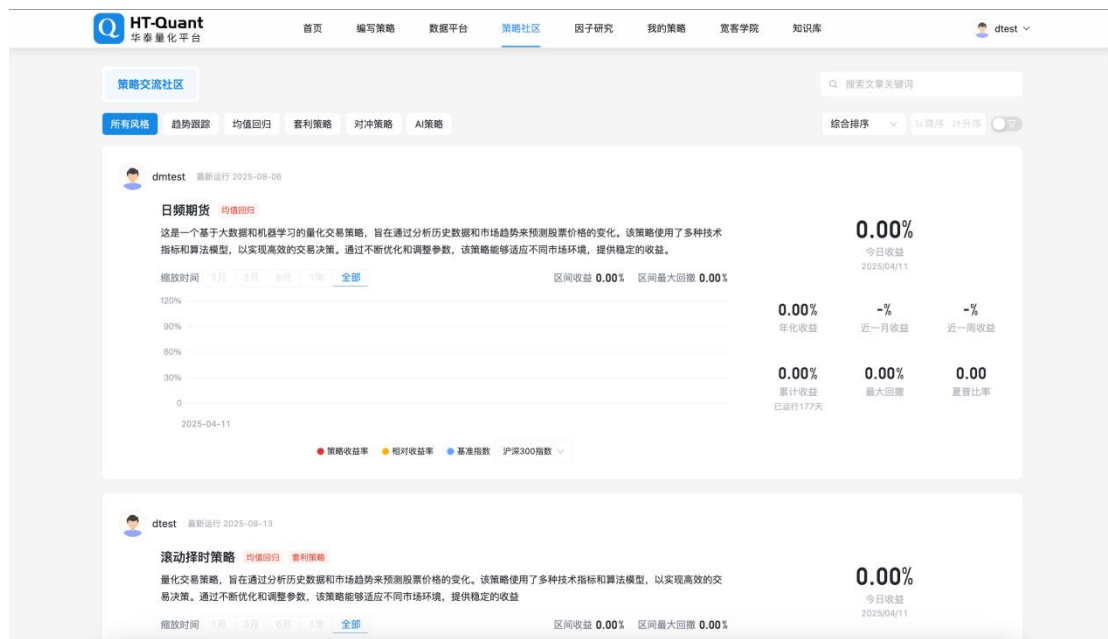 HT-Quant
华泰量化平台
首页 编写策略 数据平台 策略社区 因子研究 我的策略 宽客学院 知识库 dtest
策略交流社区 搜索文章关键词
所有风格 趋势跟踪 均值回归 套利策略 对冲策略 AI策略 综合排序 降序 升序
dmtest 最新运行 2025-08-06
日频期货 均值回归
这是一个基于大数据和机器学习的量化交易策略，旨在通过分析历史数据和市场趋势来预测股票价格的变化。该策略使用了多种技术
指标和算法模型，以实现高效的交易决策。通过不断优化和调整参数，该策略能够适应不同市场环境，提供稳定的收益。
缩放时间 1月 3月 6月 1年 全部 区间收益 0.00% 区间最大回撤 0.00%
120%
90%
60%
30%
0
2025-04-11
策略收益率 相对收益率 基准指数 沪深300指数
0.00%
今日收益
2025/04/11
0.00% -% -%
年化收益 近一月收益 近一周收益
0.00% 0.00% 0.00
累计收益 最大回撤 夏普比率
已运行177天
dtest 最新运行 2025-08-13
滚动择时策略 均值回归 套利策略
量化交易策略，旨在通过分析历史数据和市场趋势来预测股票价格的变化。该策略使用了多种技术指标和算法模型，以实现高效的交
易决策。通过不断优化和调整参数，该策略能够适应不同市场环境，提供稳定的收益
缩放时间 1月 3月 6月 1年 全部 区间收益 0.00% 区间最大回撤 0.00%
0.00%
今日收益
2025/04/11